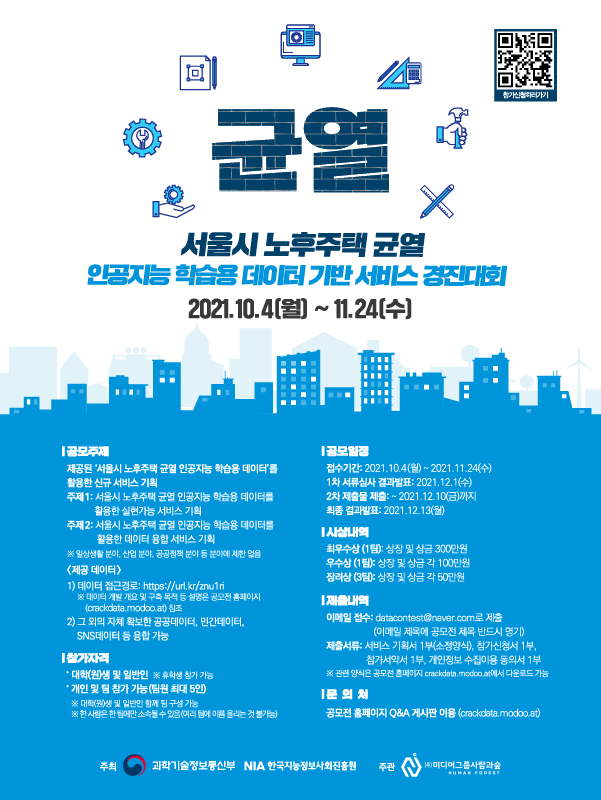 참가신청하러가기
균열
서울시 노후주택 균열
인공지능 학습용 데이터 기반 서비스 경진대회
2021.10.4(월) ~ 11.24(수)
공모주제
제공된 '서울시 노후주택 균열 인공지능 학습용 데이터'를
활용한 신규 서비스 기획
주제1: 서울시 노후주택 균열 인공지능 학습용 데이터를
활용한 실현가능 서비스 기획
주제2: 서울시 노후주택 균열 인공지능 학습용 데이터를
활용한 데이터 융합 서비스 기획
※ 일상생활 분야, 산업 분야, 공공정책 분야 등 분야에 제한 없음
<제공 데이터>
1) 데이터 접근경로: https://url.kr/znu1ri
※ 데이터 개발 개요 및 구축 목적 등 설명은 공모전 홈페이지
(crackdata.modoo.at) 참조
2) 그 외의 자체 확보한 공공데이터, 민간데이터,
SNS데이터 등 융합 가능
참가자격
* 대학(원)생 및 일반인 ※ 휴학생 참가 가능
* 개인 및 팀 참가 가능(팀원 최대 5인)
※ 대학(원)생 및 일반인 함께 팀 구성 가능
※ 한 사람은 한 팀에만 소속될 수 있음(여러 팀에 이름 올리는 것 불가능)
공모일정
접수기간: 2021.10.4(월) ~ 2021.11.24(수)
1차 서류심사 결과발표: 2021.12.1(수)
2차 제출물 제출: ~ 2021.12.10(금)까지
최종 결과발표: 2021.12.13(월)
시상내역
최우수상 (1팀): 상장 및 상금 300만원
우수상 (1팀): 상장 및 상금 각 100만원
장려상 (3팀): 상장 및 상금 각 50만원
제출내역
이메일 접수: datacontest@naver.com로 제출
(이메일 제목에 공모전 제목 반드시 명기)
제출서류: 서비스 기획서 1부(소정양식), 참가신청서 1부,
참가서약서 1부, 개인정보 수집이용 동의서 1부
※ 관련 양식은 공모전 홈페이지 crackdata.modoo.at에서 다운로드 가능
문 의 처
공모전 홈페이지 Q&A 게시판 이용 (crackdata.modoo.at)
주최 과학기술정보통신부 NIA 한국지능정보사회진흥원 주관 ㈜미디어그룹사람과숲
HUMAN FOREST